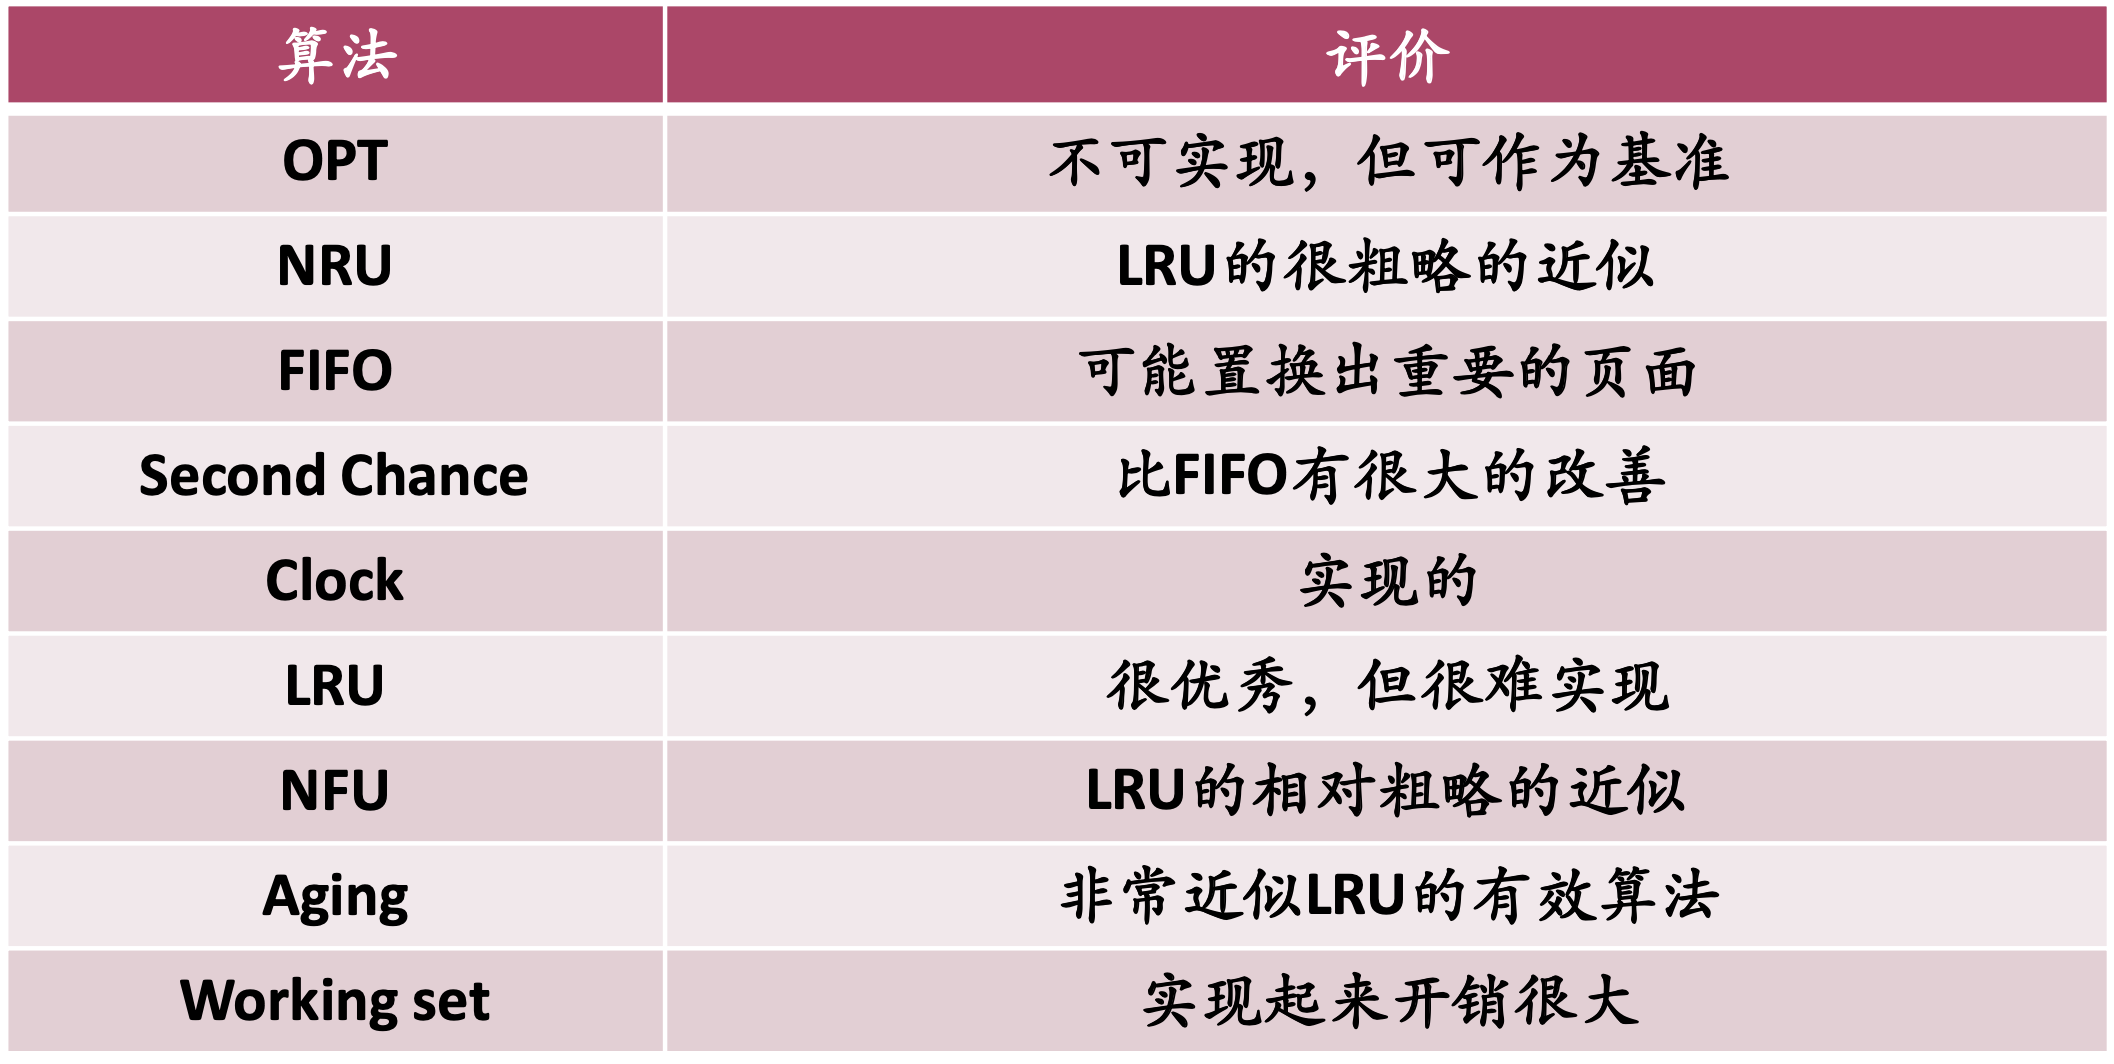 算法 评价
OPT 不可实现，但可作为基准
NRU LRU的很粗略的近似
FIFO 可能置换出重要的页面
Second Chance 比FIFO有很大的改善
Clock 实现的
LRU 很优秀，但很难实现
NFU LRU的相对粗略的近似
Aging 非常近似LRU的有效算法
Working set 实现起来开销很大